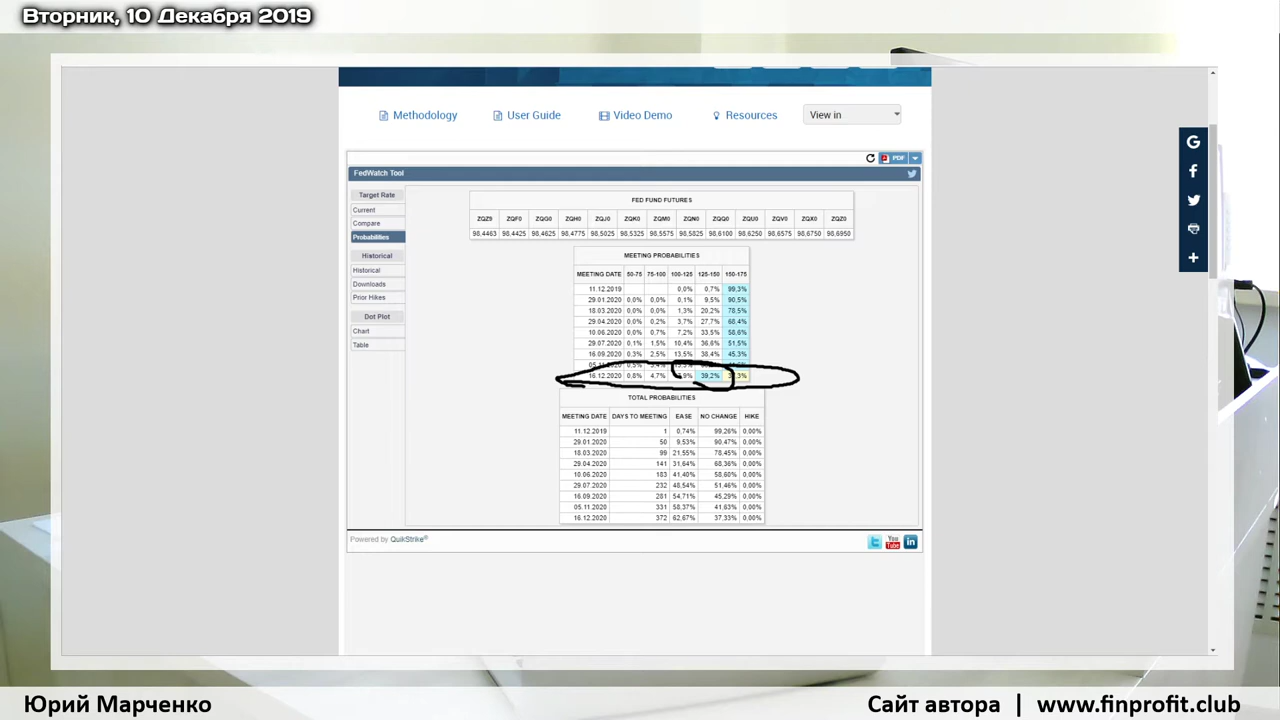 Вторник, 10 Декабря 2019
Methodology User Guide Video Demo Resources View in
PDF
FedWatch Tool
Target Rate
Current
Compare
Probabilities
Historical
Historical
Downloads
Prior Hikes
Dot Plot
Chart
Table
FED FUND FUTURES
ZQZ9 ZQF0 ZQG0 ZQH0 ZQJ0 ZQK0 ZQM0 ZQN0 ZQQ0 ZQU0 ZQV0 ZQX0 ZQZ0
98,4463 98,4425 98,4625 98,4775 98,5025 98,5325 98,5575 98,5825 98,6100 98,6250 98,6575 98,6750 98,6950
MEETING PROBABILITIES
MEETING DATE 50-75 75-100 100-125 125-150 150-175
11.12.2019 0,0% 0,7% 99,3%
29.01.2020 0,0% 0,0% 0,1% 9,5% 90,5%
18.03.2020 0,0% 0,0% 1,3% 20,2% 78,5%
29.04.2020 0,0% 0,2% 3,7% 27,7% 68,4%
10.06.2020 0,0% 0,7% 7,2% 33,5% 58,6%
29.07.2020 0,1% 1,5% 10,4% 36,6% 51,5%
16.09.2020 0,3% 2,5% 13,5% 38,4% 45,3%
16.12.2020 0,8% 4,7% 39,2%
TOTAL PROBABILITIES
MEETING DATE DAYS TO MEETING EASE NO CHANGE HIKE
11.12.2019 1 0,74% 99,26% 0,00%
29.01.2020 50 9,53% 90,47% 0,00%
18.03.2020 99 21,55% 78,45% 0,00%
29.04.2020 141 31,64% 68,36% 0,00%
10.06.2020 183 41,40% 58,60% 0,00%
29.07.2020 232 48,54% 51,46% 0,00%
16.09.2020 281 54,71% 45,29% 0,00%
05.11.2020 331 58,37% 41,63% 0,00%
16.12.2020 372 62,67% 37,33% 0,00%
Powered by QuikStrike®
You Tube
Юрий Марченко
Сайт автора | www.finprofit.club